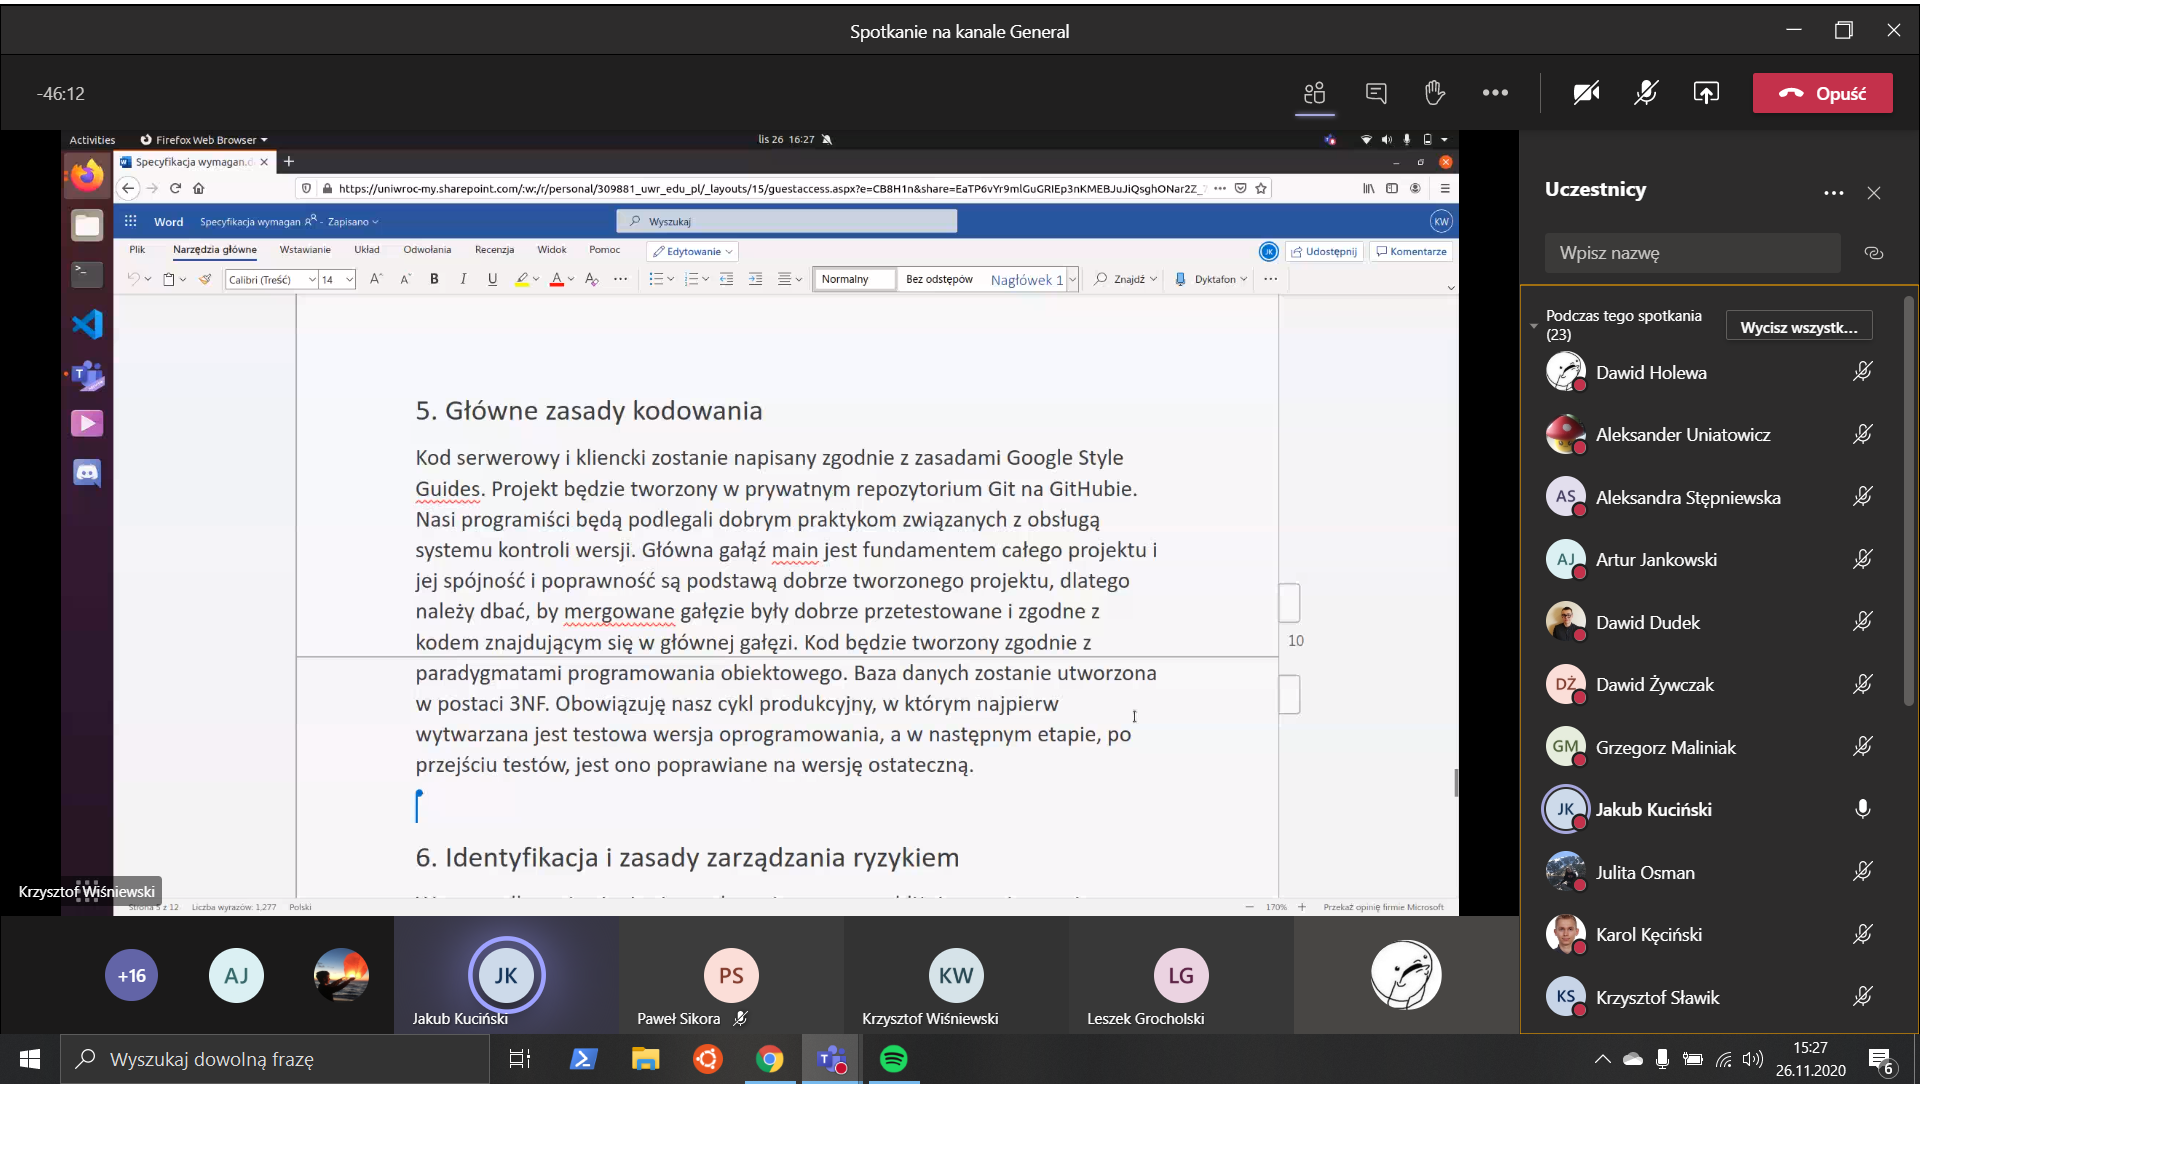 Spotkanie na kanale General
-46:12
Opuść
Activities
Firefox Web Browser
lis 26 16:27
Specyfikacja wymagan.d
https://uniwroc-my.sharepoint.com/:w:/r/personal/309881_uwr_edu_pl/_layouts/15/guestaccess.aspx?e=CB8H1n&share=EaTP6vYr9mlGuGRIEp3nKMEBJuJiQsghONar2Z_
Word
Specyfikacja wymagan
- Zapisano
Wyszukaj
KW
Plik
Narzędzia główne
Wstawianie
Układ
Odwołania
Recenzja
Widok
Pomoc
Edytowanie
JK
Udostępnij
Komentarze
Calibri (Treść)
14
A A B I U A
Normalny
Bez odstępów
Nagłówek 1
Znajdź
Dyktafon
5. Główne zasady kodowania
Kod serwerowy i kliencki zostanie napisany zgodnie z zasadami Google Style
Guides. Projekt będzie tworzony w prywatnym repozytorium Git na GitHubie.
Nasi programiści będą podlegali dobrym praktykom związanych z obsługą
systemu kontroli wersji. Główna gałąź main jest fundamentem całego projektu i
jej spójność i poprawność są podstawą dobrze tworzonego projektu, dlatego
należy dbać, by mergowane gałęzie były dobrze przetestowane i zgodne z
kodem znajdującym się w głównej gałęzi. Kod będzie tworzony zgodnie z
paradygmatami programowania obiektowego. Baza danych zostanie utworzona
w postaci 3NF. Obowiązuję nasz cykl produkcyjny, w którym najpierw
wytwarzana jest testowa wersja oprogramowania, a w następnym etapie, po
przejściu testów, jest ono poprawiane na wersję ostateczną.
10
6. Identyfikacja i zasady zarządzania ryzykiem
Krzysztof Wiśniewski
Strona 5 z 12
Liczba wyrazów: 1,277
Polski
170%
Przekaż opinię firmie Microsoft
Uczestnicy
Wpisz nazwę
Podczas tego spotkania
(23)
Wycisz wszystk...
Dawid Holewa
Aleksander Uniatowicz
AS
Aleksandra Stępniewska
AJ
Artur Jankowski
Dawid Dudek
DŻ
Dawid Żywczak
GM
Grzegorz Maliniak
JK
Jakub Kuciński
Julita Osman
Karol Kęciński
KS
Krzysztof Sławik
+16
AJ
JK
Jakub Kuciński
PS
Paweł Sikora
KW
Krzysztof Wiśniewski
LG
Leszek Grocholski
Wyszukaj dowolną frazę
15:27
26.11.2020
6